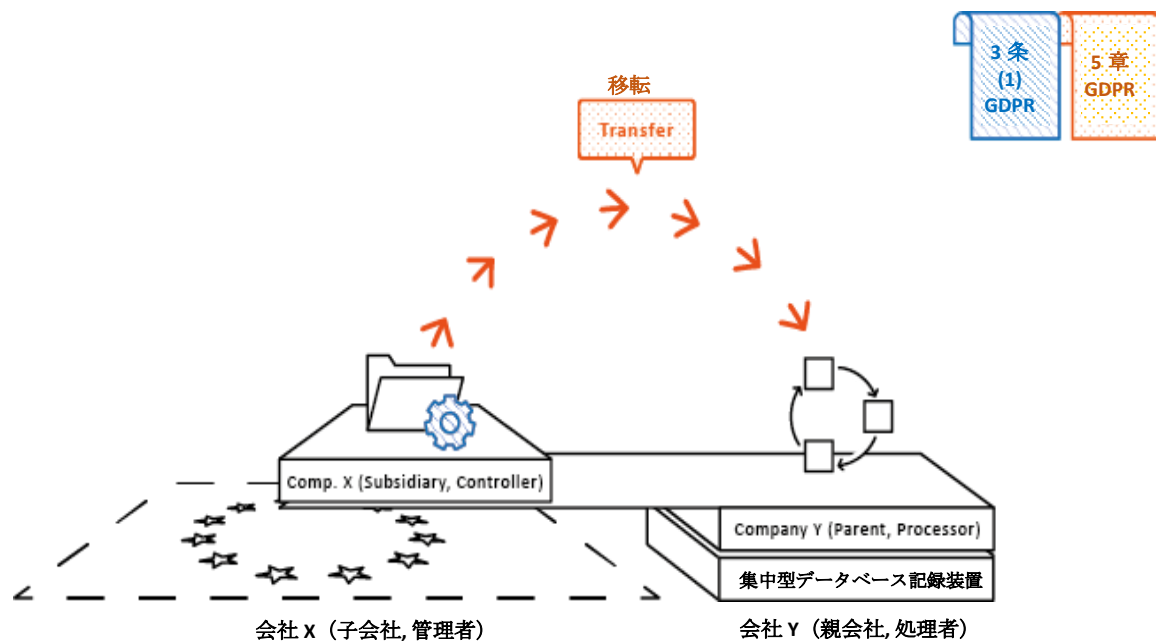 3 条
(1)
GDPR
5 章
GDPR
移転
Transfer
Comp. X (Subsidiary, Controller)
Company Y (Parent, Processor)
集中型データベース記録装置
会社 X（子会社, 管理者）
会社 Y（親会社, 処理者）